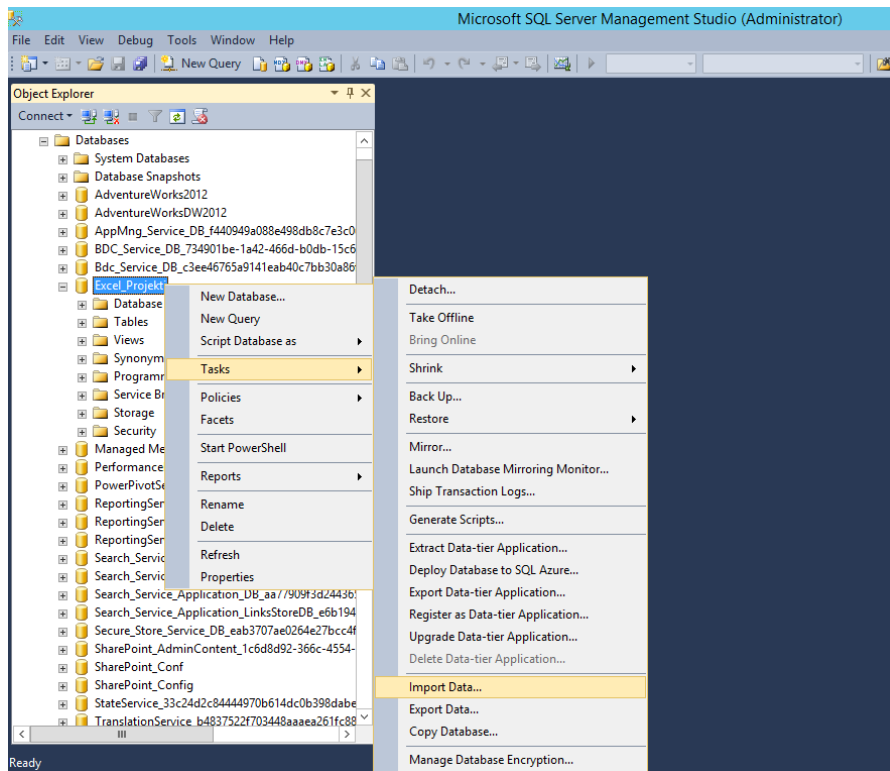 Microsoft SQL Server Management Studio (Administrator)
File Edit View Debug Tools Window Help
New Query
Object Explorer
Connect
Databases
System Databases
Database Snapshots
AdventureWorks2012
AdventureWorksDW2012
AppMng_Service_DB_f440949a088e498db8c7e3c0
BDC_Service_DB_734901be-1a42-466d-b0db-15c6
Bdc_Service_DB_c3ee46765a9141eab40c7bb30a86
Excel_Projekt
Database
Tables
Views
Synonym
Programm
Service Br
Storage
Security
Managed Me
Performance
PowerPivotSe
ReportingSer
ReportingSer
ReportingSer
Search_Servic
Search_Servic
Search_Service_Application_DB_aa77909f3d24436
Search_Service_Application_LinksStoreDB_e6b194
Secure_Store_Service_DB_eab3707ae0264e27bcc4f
SharePoint_AdminContent_1c6d8d92-366c-4554-
SharePoint_Conf
SharePoint_Config
StateService_33c24d2c84444970b614dc0b398dabe
TranslationService_b4837522f703448aaaea261fc88
New Database...
New Query
Script Database as
Tasks
Policies
Facets
Start PowerShell
Reports
Rename
Delete
Refresh
Properties
Detach...
Take Offline
Bring Online
Shrink
Back Up...
Restore
Mirror...
Launch Database Mirroring Monitor...
Ship Transaction Logs...
Generate Scripts...
Extract Data-tier Application...
Deploy Database to SQL Azure...
Export Data-tier Application...
Register as Data-tier Application...
Upgrade Data-tier Application...
Delete Data-tier Application...
Import Data...
Export Data...
Copy Database...
Manage Database Encryption...
Ready